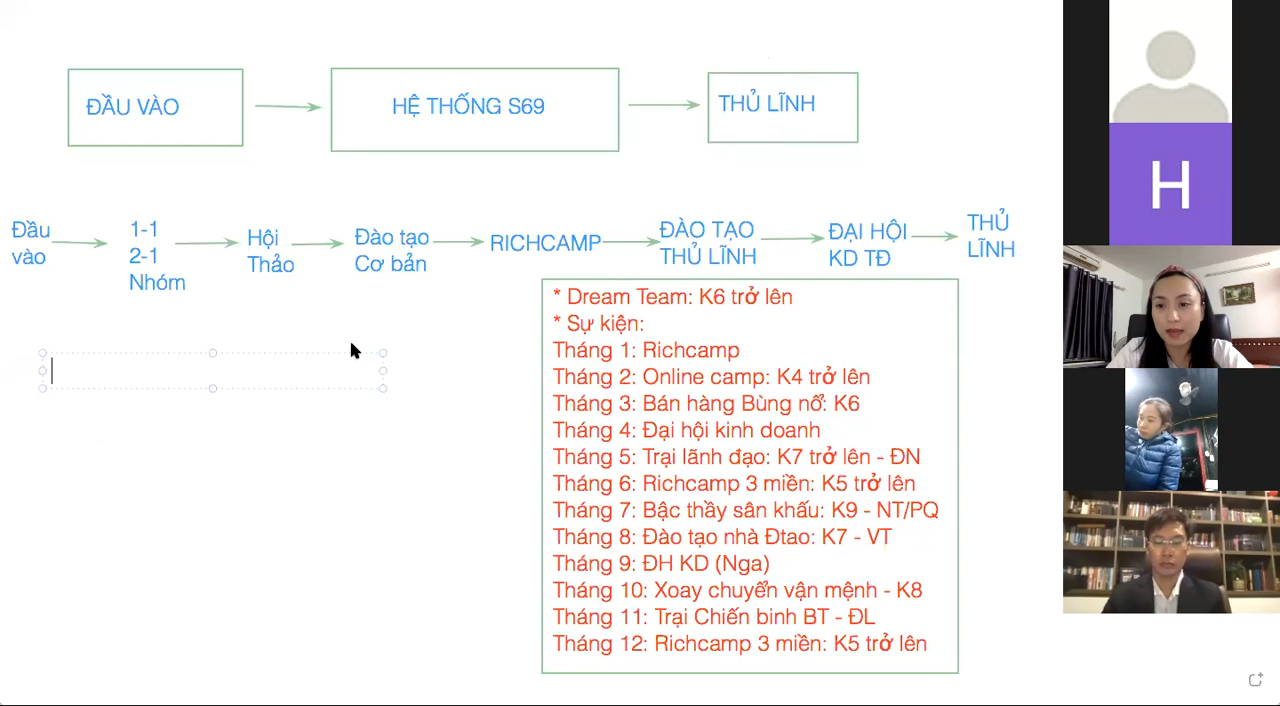 ĐẦU VÀO
HỆ THỐNG S69
THỦ LĨNH
Đầu
vào
1-1
2-1
Nhóm
Hội
Thảo
Đào tạo
Cơ bản
RICHCAMP
ĐÀO TẠO
THỦ LĨNH
ĐẠI HỘI
KD TĐ
THỦ
LĨNH
* Dream Team: K6 trở lên
* Sự kiện:
Tháng 1: Richcamp
Tháng 2: Online camp: K4 trở lên
Tháng 3: Bán hàng Bùng nổ: K6
Tháng 4: Đại hội kinh doanh
Tháng 5: Trại lãnh đạo: K7 trở lên - ĐN
Tháng 6: Richcamp 3 miền: K5 trở lên
Tháng 7: Bậc thầy sân khấu: K9 - NT/PQ
Tháng 8: Đào tạo nhà Đtao: K7 - VT
Tháng 9: ĐH KD (Nga)
Tháng 10: Xoay chuyển vận mệnh - K8
Tháng 11: Trại Chiến binh BT - ĐL
Tháng 12: Richcamp 3 miền: K5 trở lên
H